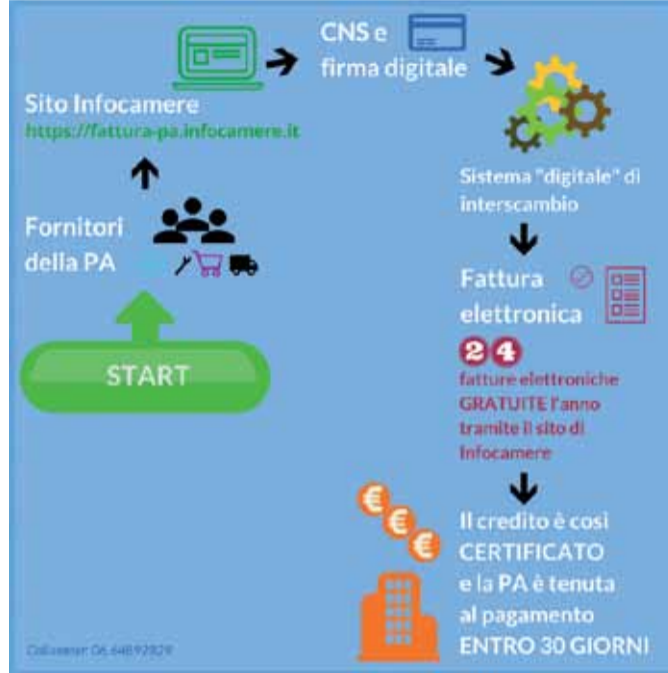 START
Fornitori
della PA
Sito Infocamere
https://fattura-pa.infocamere.it
CNS e
firma digitale
Sistema "digitale" di
interscambio
Fattura
elettronica
24
fatture elettroniche
GRATUITE l'anno
tramite il sito di
Infocamere
Il credito è così
CERTIFICATO
e la PA è tenuta
al pagamento
ENTRO 30 GIORNI
06.64892829